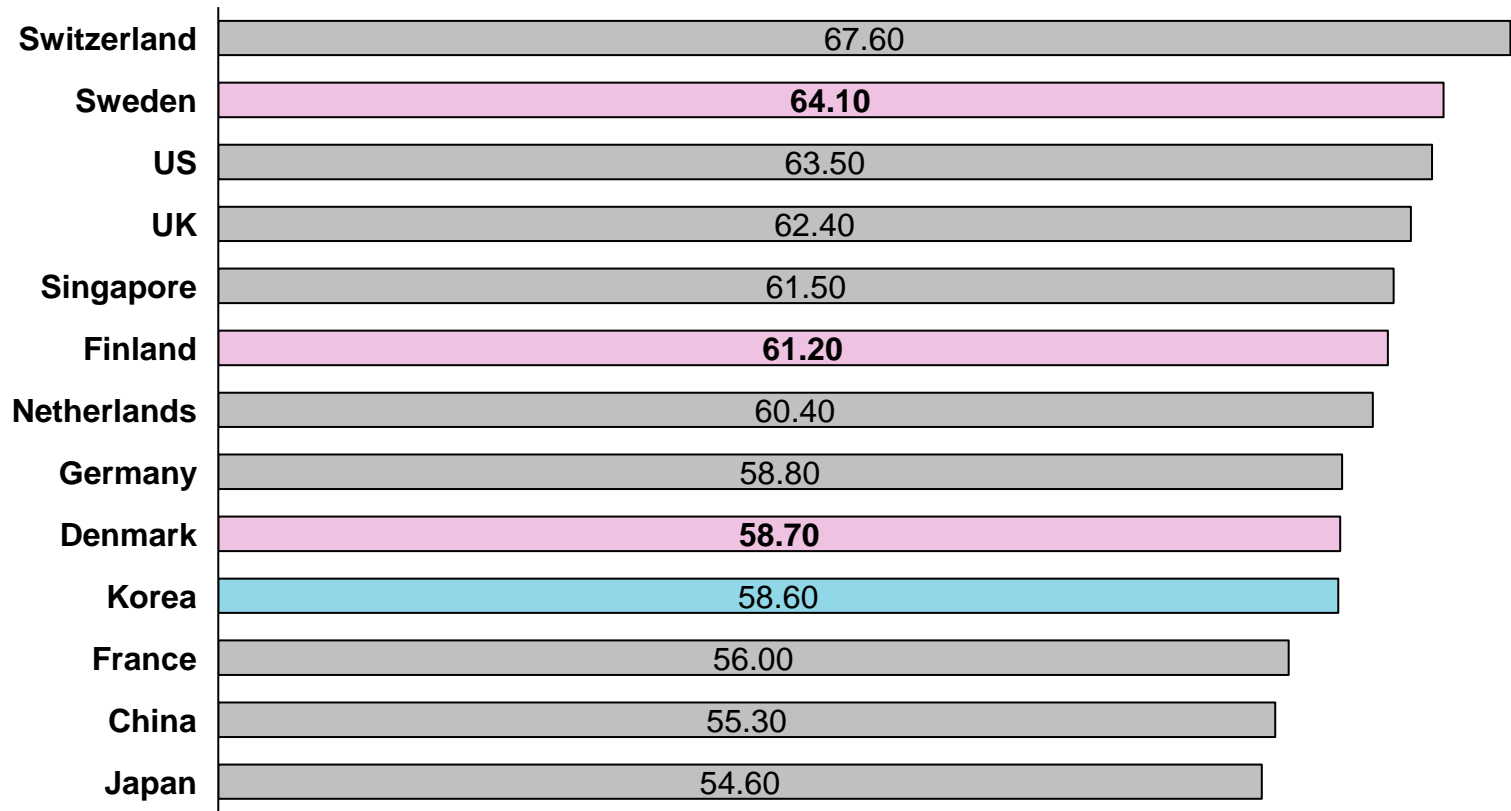 Switzerland 67.60
Sweden 64.10
US 63.50
UK 62.40
Singapore 61.50
Finland 61.20
Netherlands 60.40
Germany 58.80
Denmark 58.70
Korea 58.60
France 56.00
China 55.30
Japan 54.60